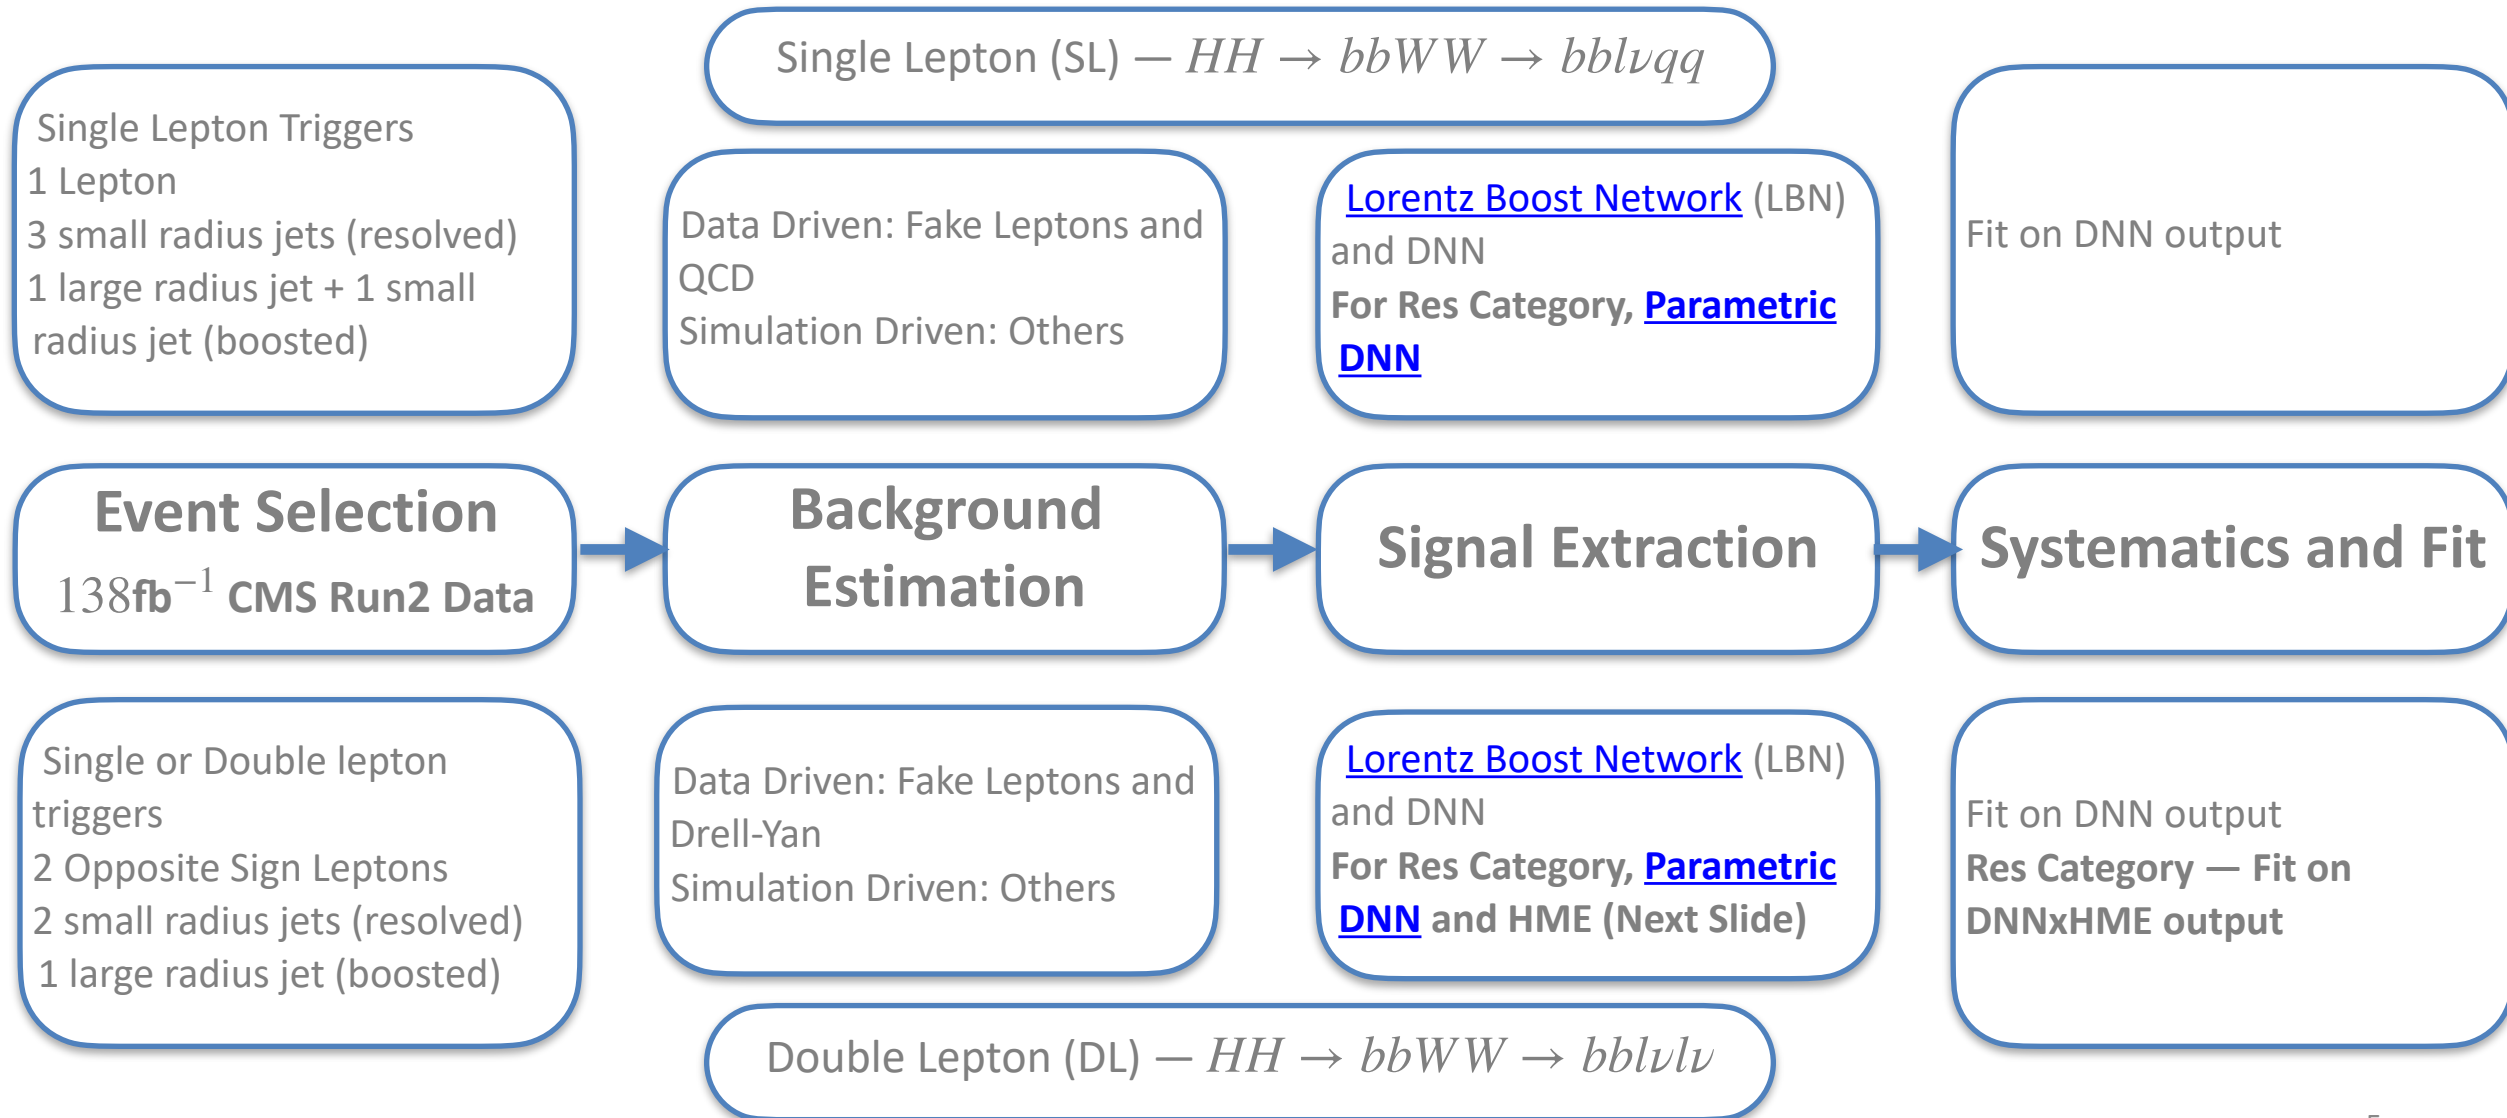 Single Lepton (SL) — HH → bbWW → bblνqq
Single Lepton Triggers
1 Lepton
3 small radius jets (resolved)
1 large radius jet + 1 small
radius jet (boosted)
Data Driven: Fake Leptons and
QCD
Simulation Driven: Others
Lorentz Boost Network (LBN)
and DNN
For Res Category, Parametric
DNN
Fit on DNN output
Event Selection
138fb⁻¹ CMS Run2 Data
Background
Estimation
Signal Extraction
Systematics and Fit
Single or Double lepton
triggers
2 Opposite Sign Leptons
2 small radius jets (resolved)
1 large radius jet (boosted)
Data Driven: Fake Leptons and
Drell-Yan
Simulation Driven: Others
Lorentz Boost Network (LBN)
and DNN
For Res Category, Parametric
DNN and HME (Next Slide)
Fit on DNN output
Res Category — Fit on
DNNxHME output
Double Lepton (DL) — HH → bbWW → bblνlν